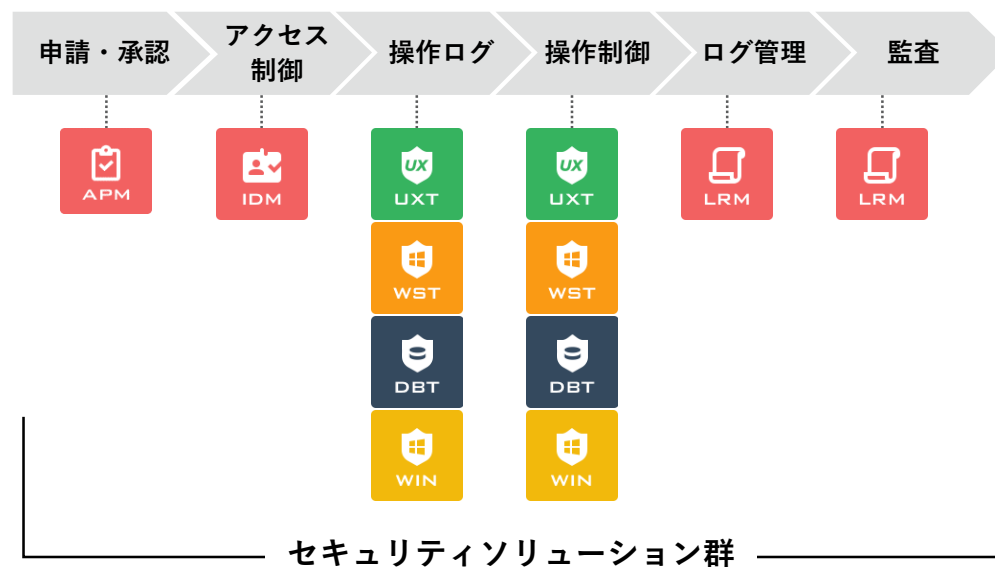 申請・承認
アクセス
制御
操作ログ
操作制御
ログ管理
監査
APM
IDM
UX
UXT
UX
UXT
LRM
LRM
WST
WST
DBT
DBT
WIN
WIN
セキュリティソリューション群